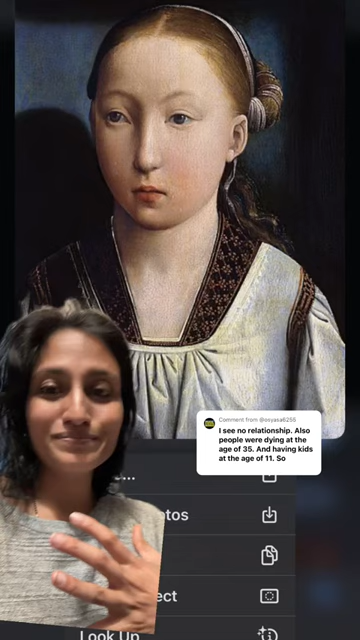 Comment from @osyasa6255
I see no relationship. Also
people were dying at the
age of 35. And having kids
at the age of 11. So
...
otos
ect
Look Up